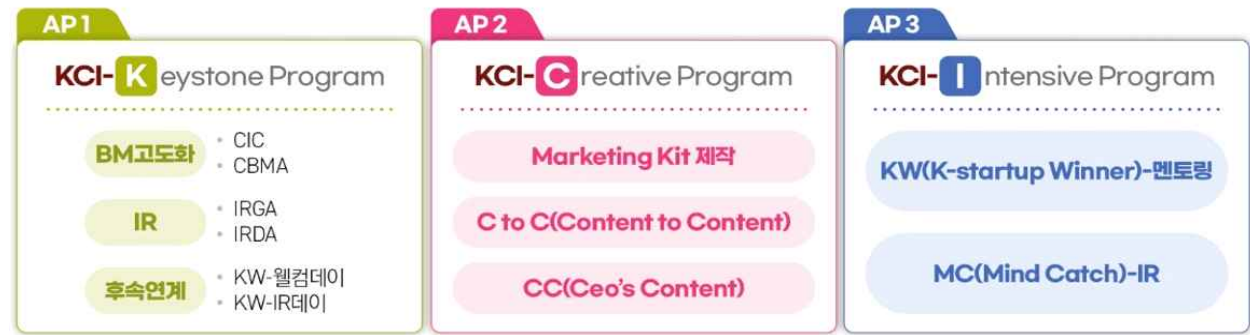 AP 1
KCI-Keystone Program
BM고도화
• CIC
• CBMA
IR
• IRGA
• IRDA
후속연계
• KW-웰컴데이
• KW-IR데이
AP 2
KCI-Creative Program
Marketing Kit 제작
C to C(Content to Content)
CC(Ceo's Content)
AP 3
KCI-Intensive Program
KW(K-startup Winner)-멘토링
MC(Mind Catch)-IR